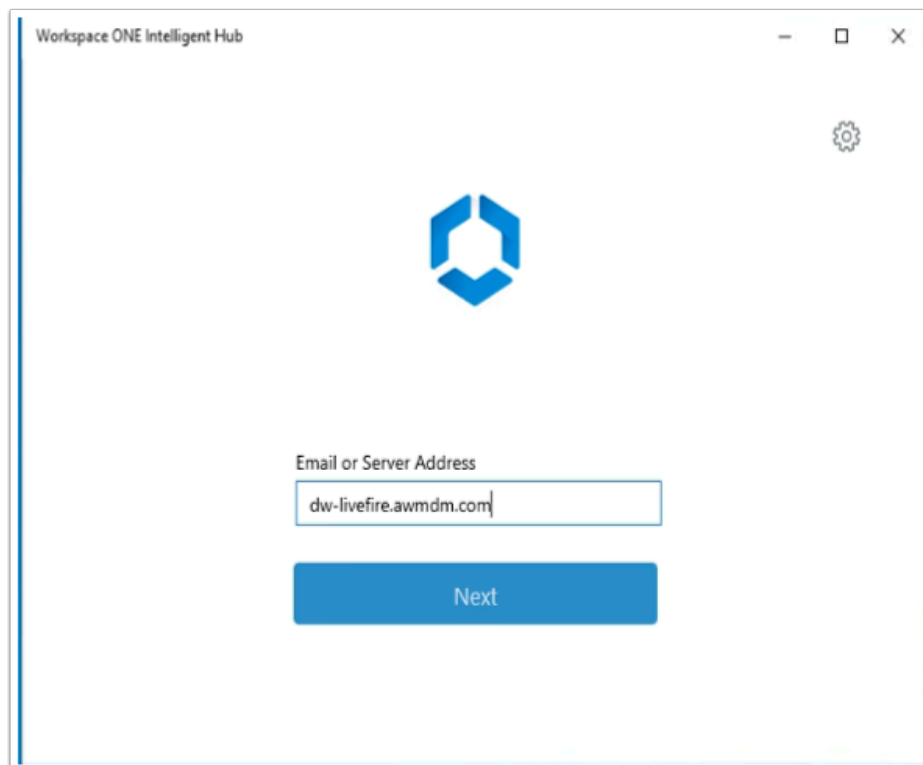 Workspace ONE Intelligent Hub
Email or Server Address
dw-livefire.awmdm.com
Next